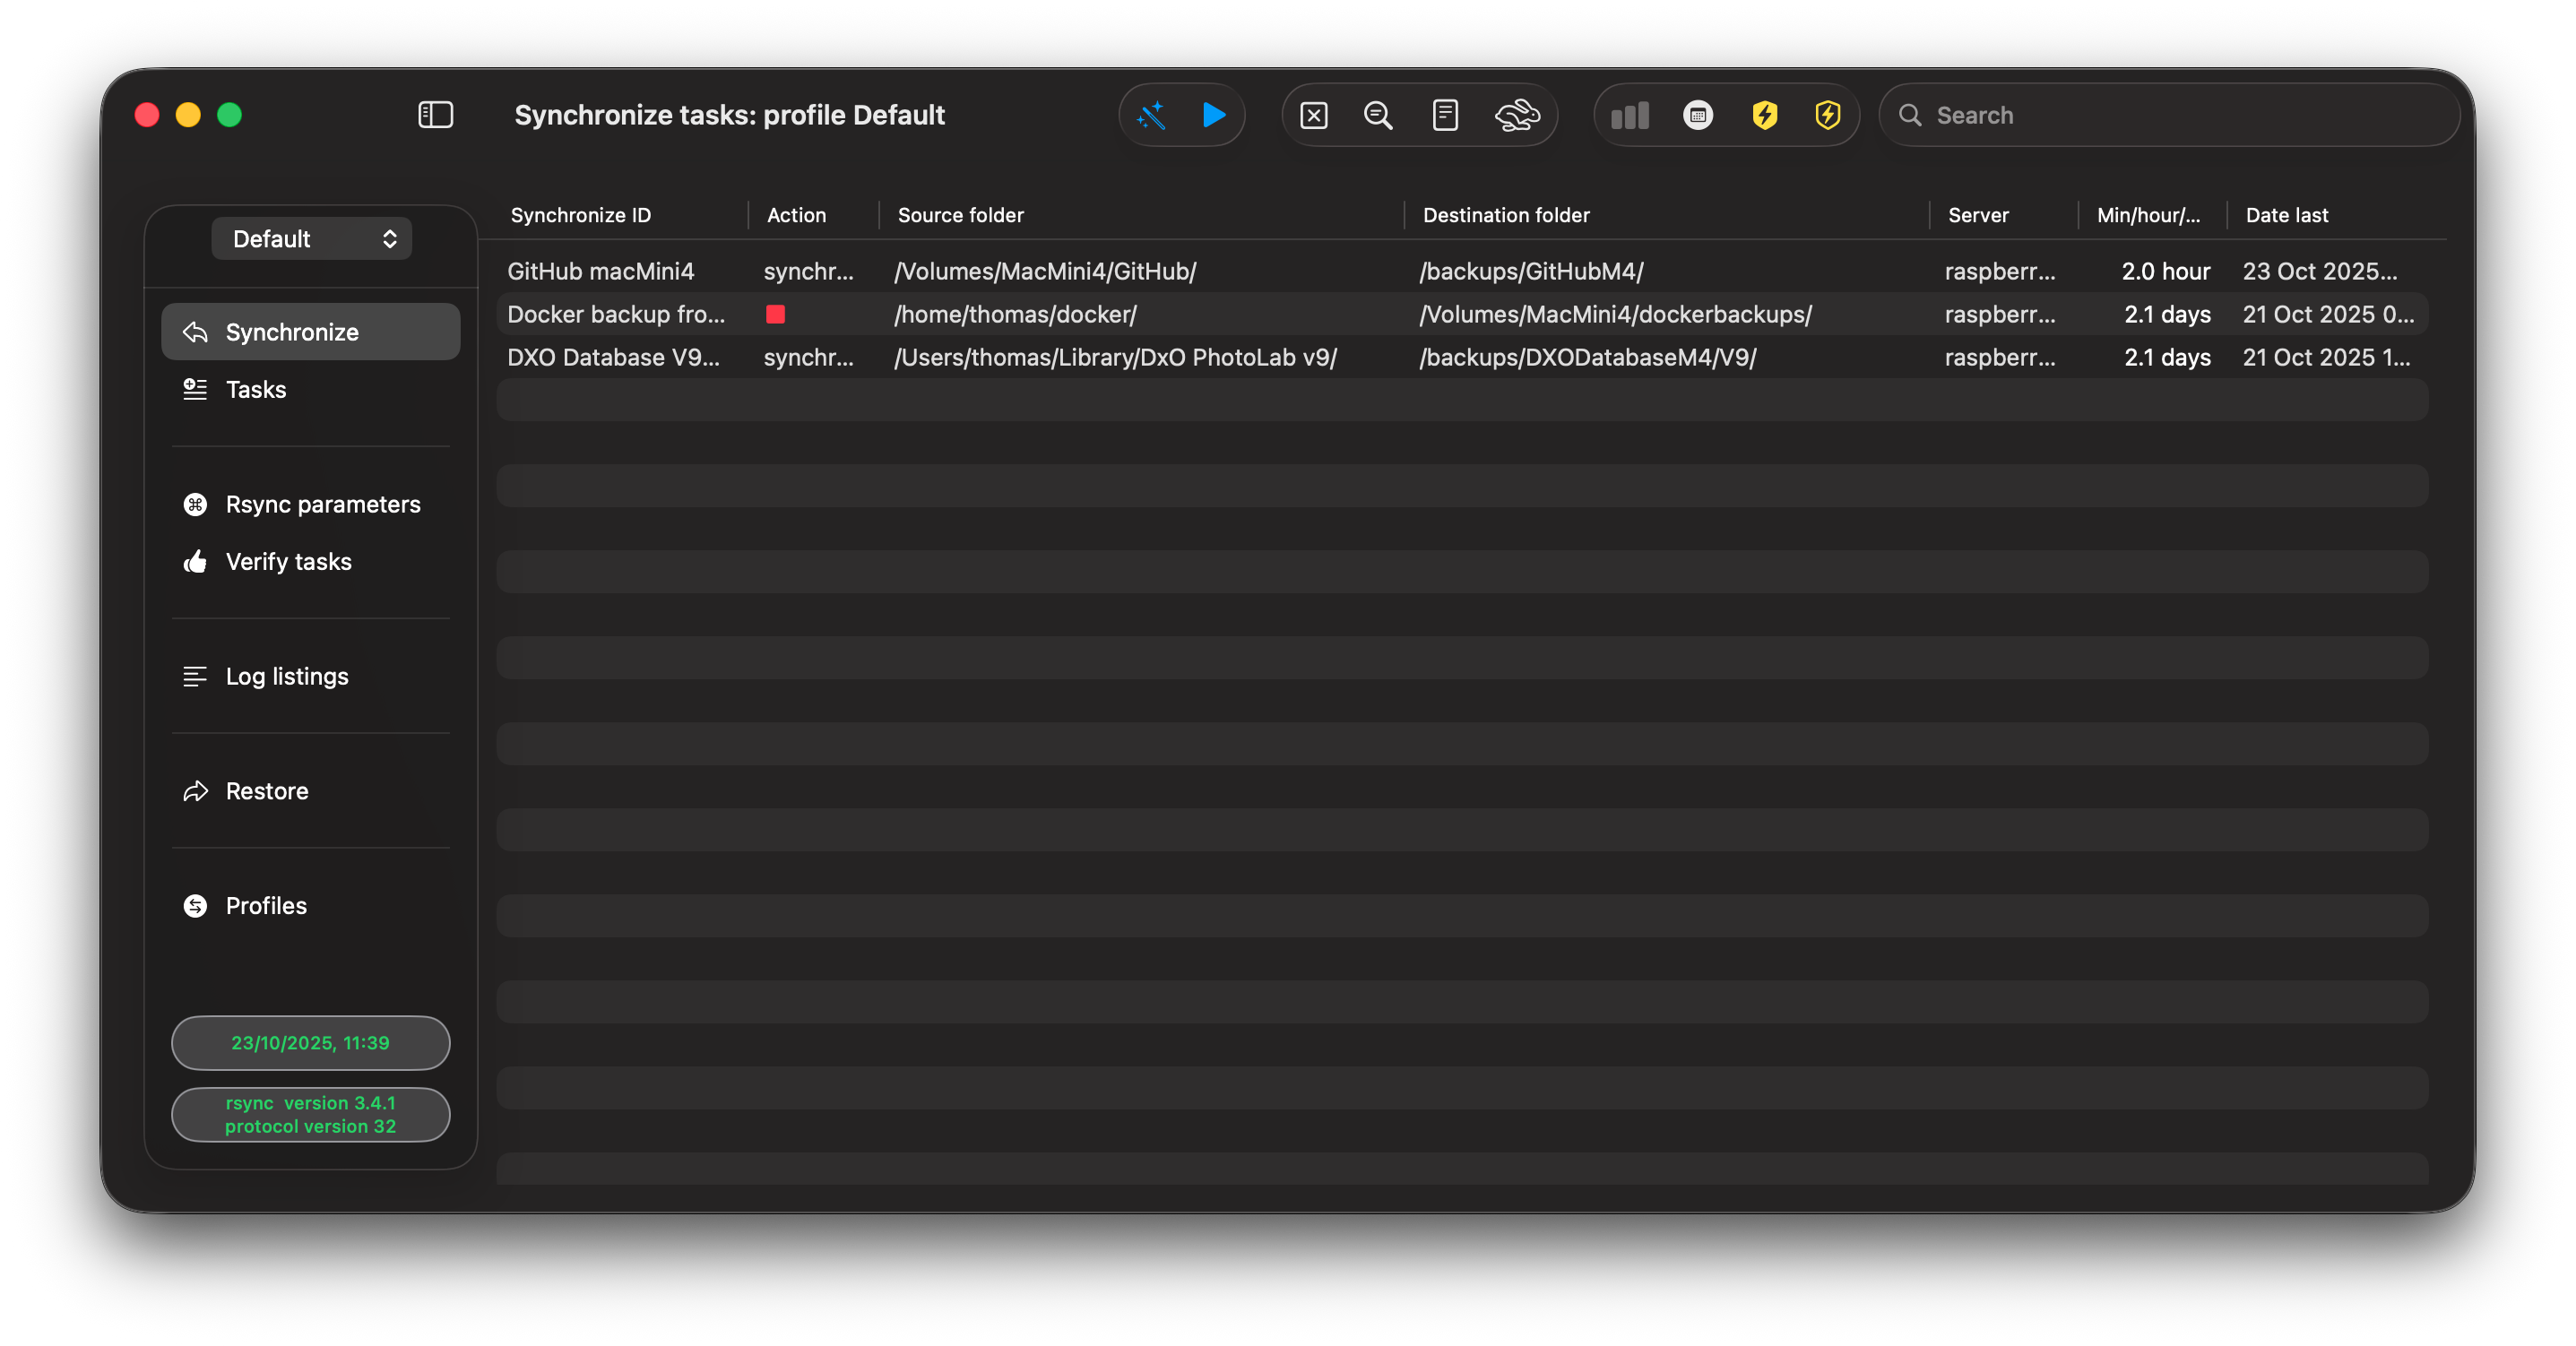 Synchronize tasks: profile Default
Search
Default
Synchronize
Tasks
Rsync parameters
Verify tasks
Log listings
Restore
Profiles
23/10/2025, 11:39
rsync  version 3.4.1
protocol version 32
Synchronize ID Action Source folder Destination folder Server Min/hour/... Date last
GitHub macMini4 synchr... /Volumes/MacMini4/GitHub/ /backups/GitHubM4/ raspberr... 2.0 hour 23 Oct 2025...
Docker backup fro... /home/thomas/docker/ /Volumes/MacMini4/dockerbackups/ raspberr... 2.1 days 21 Oct 2025 0...
DXO Database V9... synchr... /Users/thomas/Library/DxO PhotoLab v9/ /backups/DXODatabaseM4/V9/ raspberr... 2.1 days 21 Oct 2025 1...